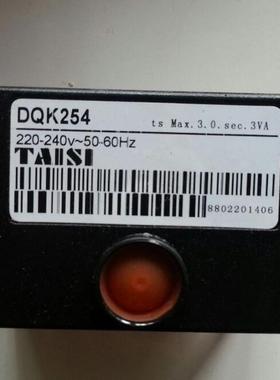 DQK254
ts Max.3.0.sec.3VA
220-240v~50-60Hz
TAISI
8802201406